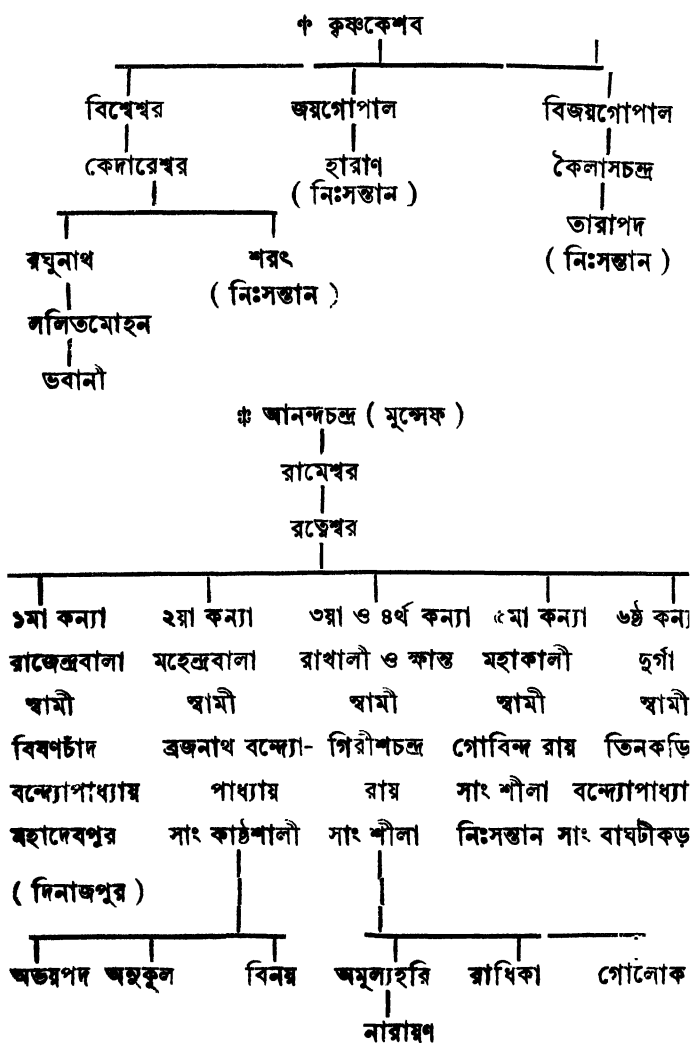 ✢ কৃষ্ণকেশব
বিশ্বেশ্বর জয়গোপাল বিজয়গোপাল
কেদারেশ্বর হারাণ কৈলাসচন্দ্র
( নিঃসন্তান )
তারাপদ
রঘুনাথ শরৎ ( নিঃসন্তান )
( নিঃসন্তান )
ললিতমোহন
ভবানী
⁜ আনন্দচন্দ্র ( মুন্সেফ )
রামেশ্বর
রত্নেশ্বর
১মা কন্যা ২য়া কন্যা ৩য়া ও ৪র্থ কন্যা ৫মা কন্যা ৬ষ্ঠ কন্যা
রাজেন্দ্রবালা মহেন্দ্রবালা রাখালী ও ক্ষান্ত মহাকালী দুর্গা
স্বামী স্বামী স্বামী স্বামী স্বামী
বিষণচাঁদ ব্রজনাথ বন্দ্যো- গিরীশচন্দ্র গোবিন্দ রায় তিনকড়ি
বন্দ্যোপাধ্যায় পাধ্যায় রায় সাং শীলা বন্দ্যোপাধ্যা
মহাদেবপুর সাং কাষ্ঠশালী সাং শীলা নিঃসন্তান সাং বাঘটীকড়
( দিনাজপুর )
অভয়পদ অনুকূল বিনয় অমূল্যহরি রাধিকা গোলোক
নারায়ণ